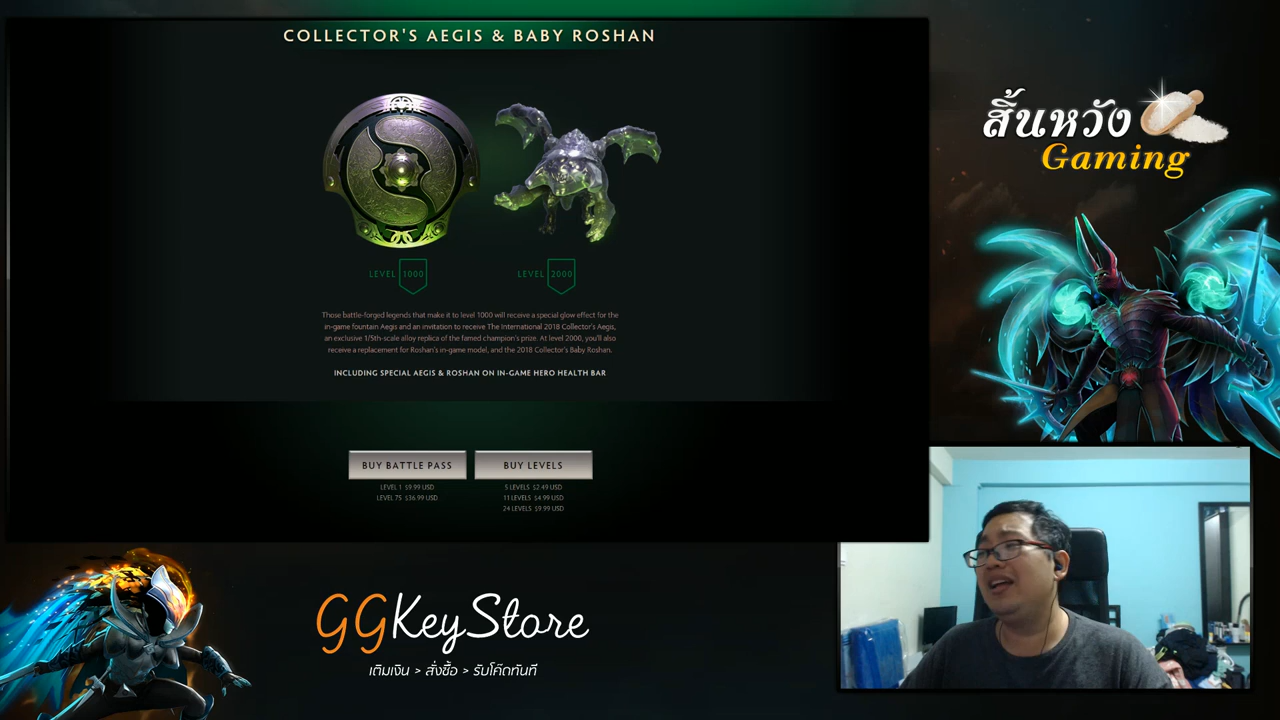 COLLECTOR'S AEGIS & BABY ROSHAN
LEVEL 1000
LEVEL 2000
Those battle-forged legends that make it to level 1000 will receive a special glow effect for the
in-game fountain Aegis and an invitation to receive The International 2018 Collector's Aegis,
an exclusive 1/5th-scale alloy replica of the famed champion's prize. At level 2000, you'll also
receive a replacement for Roshan's in-game model, and the 2018 Collector's Baby Roshan.
INCLUDING SPECIAL AEGIS & ROSHAN ON IN-GAME HERO HEALTH BAR
BUY BATTLE PASS
LEVEL 1 $9.99 USD
LEVEL 75 $36.99 USD
BUY LEVELS
5 LEVELS $2.49 USD
11 LEVELS $4.99 USD
24 LEVELS $9.99 USD
สิ้นหวัง
Gaming
GGKeyStore
เติมเงิน > สั่งซื้อ > รับโค๊ดทันที